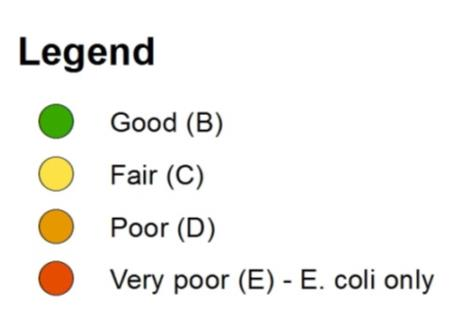 Legend
Good (B)
Fair (C)
Poor (D)
Very poor (E) - E. coli only